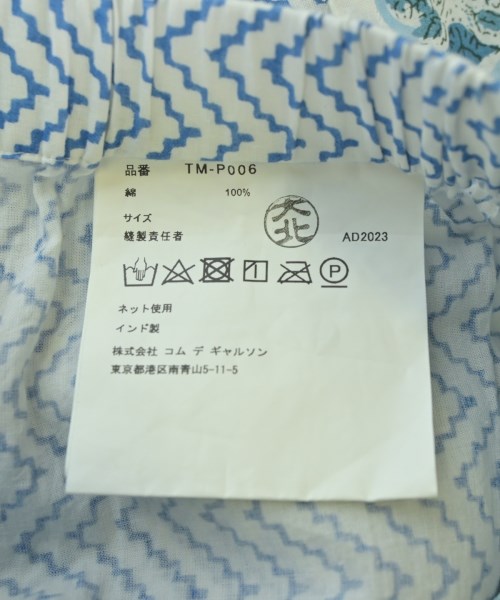 品番 TM-P006
綿 100%
サイズ
縫製責任者 大北 AD2023
P
ネット使用
インド製
株式会社 コム デ ギャルソン
東京都港区南青山5-11-5